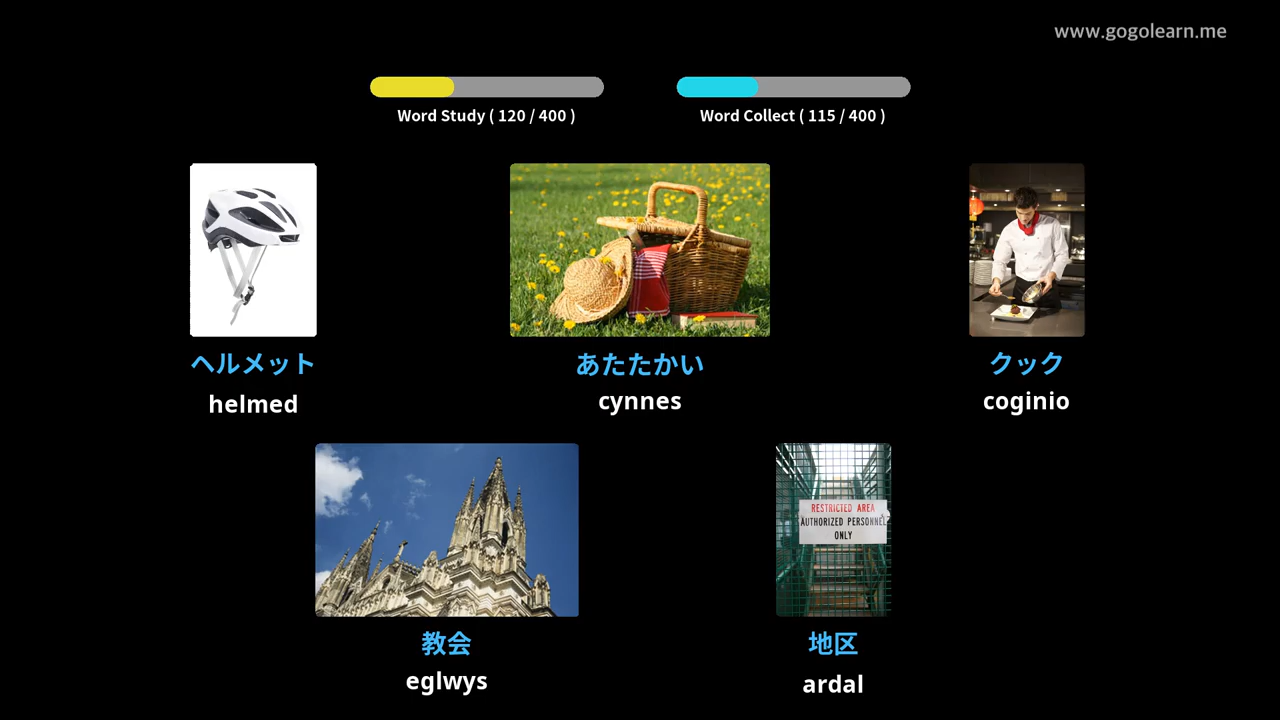 www.gogolearn.me
Word Study ( 120 / 400 )
Word Collect ( 115 / 400 )
ヘルメット
helmed
あたたかい
cynnes
クック
coginio
RESTRICTED AREA
AUTHORIZED PERSONNEL
ONLY
教会
eglwys
地区
ardal